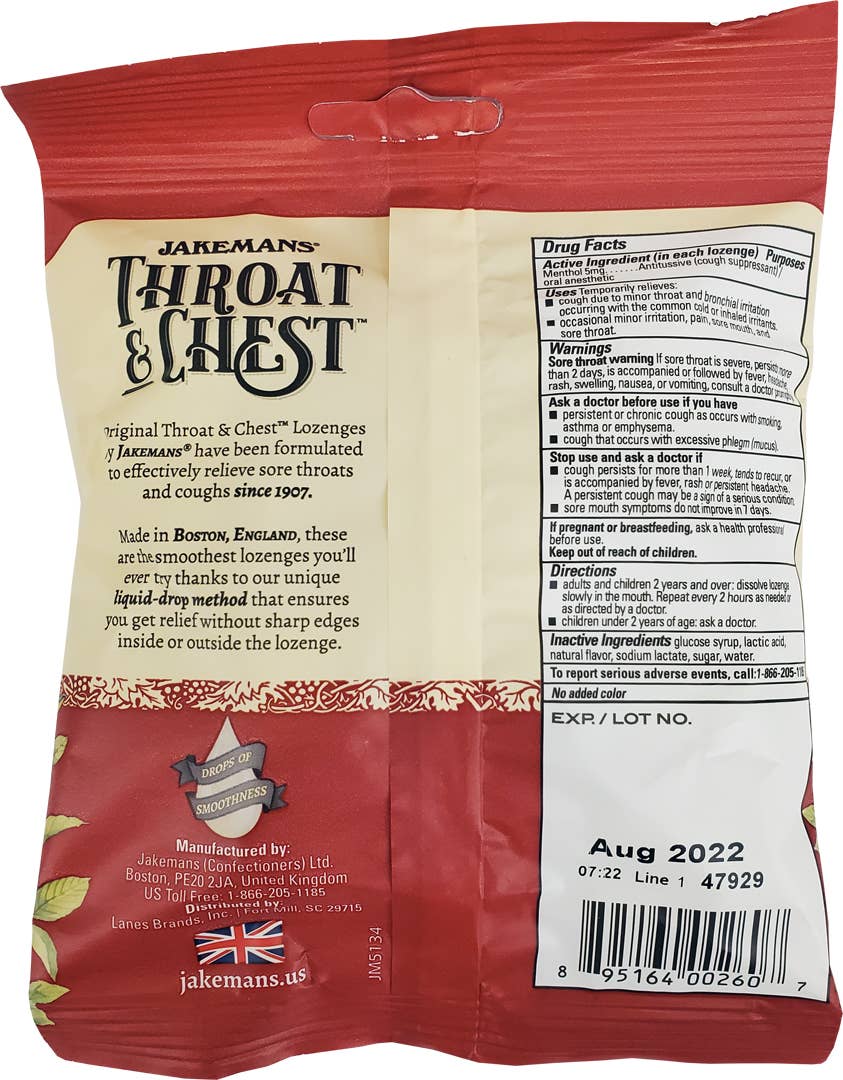 JAKEMANS®
THROAT
& CHEST™
Original Throat & Chest™ Lozenges
by JAKEMANS® have been formulated
to effectively relieve sore throats
and coughs since 1907.
Made in BOSTON, ENGLAND, these
are the smoothest lozenges you'll
ever try thanks to our unique
liquid-drop method that ensures
you get relief without sharp edges
inside or outside the lozenge.
DROPS OF
SMOOTHNESS
Manufactured by:
Jakemans (Confectioners) Ltd.
Boston, PE20 2JA, United Kingdom
US Toll Free: 1-866-205-1185
Distributed by:
Lanes Brands, Inc. | Fort Mill, SC 29715
jakemans.us
JM5134
Drug Facts
Active Ingredient (in each lozenge) Purposes
Menthol 5mg.......Antitussive (cough suppressant)/
oral anesthetic
Uses Temporarily relieves:
■ cough due to minor throat and bronchial irritation
occurring with the common cold or inhaled irritants.
■ occasional minor irritation, pain, sore mouth, and
sore throat.
Warnings
Sore throat warning If sore throat is severe, persists more
than 2 days, is accompanied or followed by fever, headache,
rash, swelling, nausea, or vomiting, consult a doctor promptly.
Ask a doctor before use if you have
■ persistent or chronic cough as occurs with smoking,
asthma or emphysema.
■ cough that occurs with excessive phlegm (mucus).
Stop use and ask a doctor if
■ cough persists for more than 1 week, tends to recur, or
is accompanied by fever, rash or persistent headache.
A persistent cough may be a sign of a serious condition.
■ sore mouth symptoms do not improve in 7 days.
If pregnant or breastfeeding, ask a health professional
before use.
Keep out of reach of children.
Directions
■ adults and children 2 years and over: dissolve lozenge
slowly in the mouth. Repeat every 2 hours as needed or
as directed by a doctor.
■ children under 2 years of age: ask a doctor.
Inactive Ingredients glucose syrup, lactic acid,
natural flavor, sodium lactate, sugar, water.
To report serious adverse events, call:1-866-205-118
No added color
EXP. / LOT NO.
Aug 2022
07:22 Line 1 47929
8 95164 00260 7